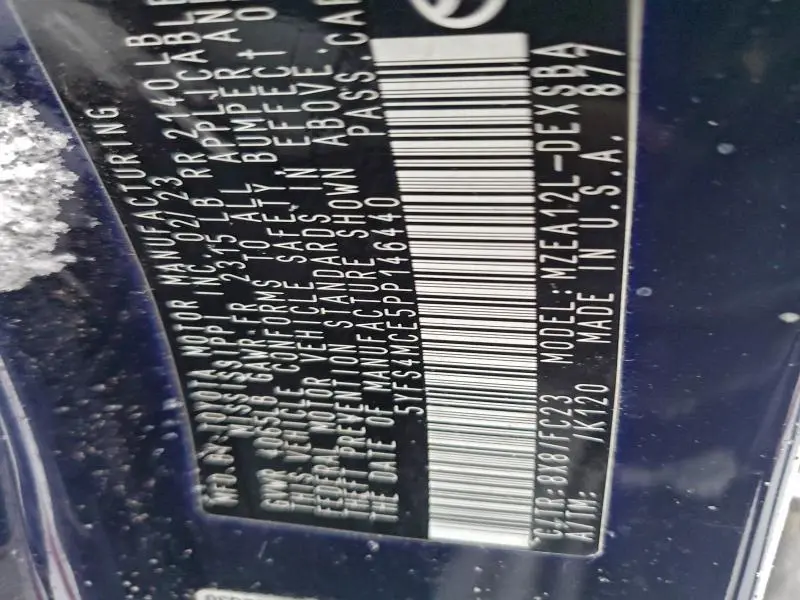 MFD.BY:TOYOTA MOTOR MANUFACTURING
MISSISSIPPI INC. 02/23
GVWR 4055LB GAWR FR 2315 LB RR 2140LB
THIS VEHICLE CONFORMS TO ALL APPLICABLE
FEDERAL MOTOR VEHICLE SAFETY, BUMPER AND
THEFT PREVENTION STANDARDS IN EFFECT O
THE DATE OF MANUFACTURE SHOWN ABOVE.
5YFS4MCE5PP146440 PASS.CAR
C/TR:8X8/FC23 MODEL:MZEA12L-DEXSBA
A/TM: /K120 MADE IN U.S.A. 877